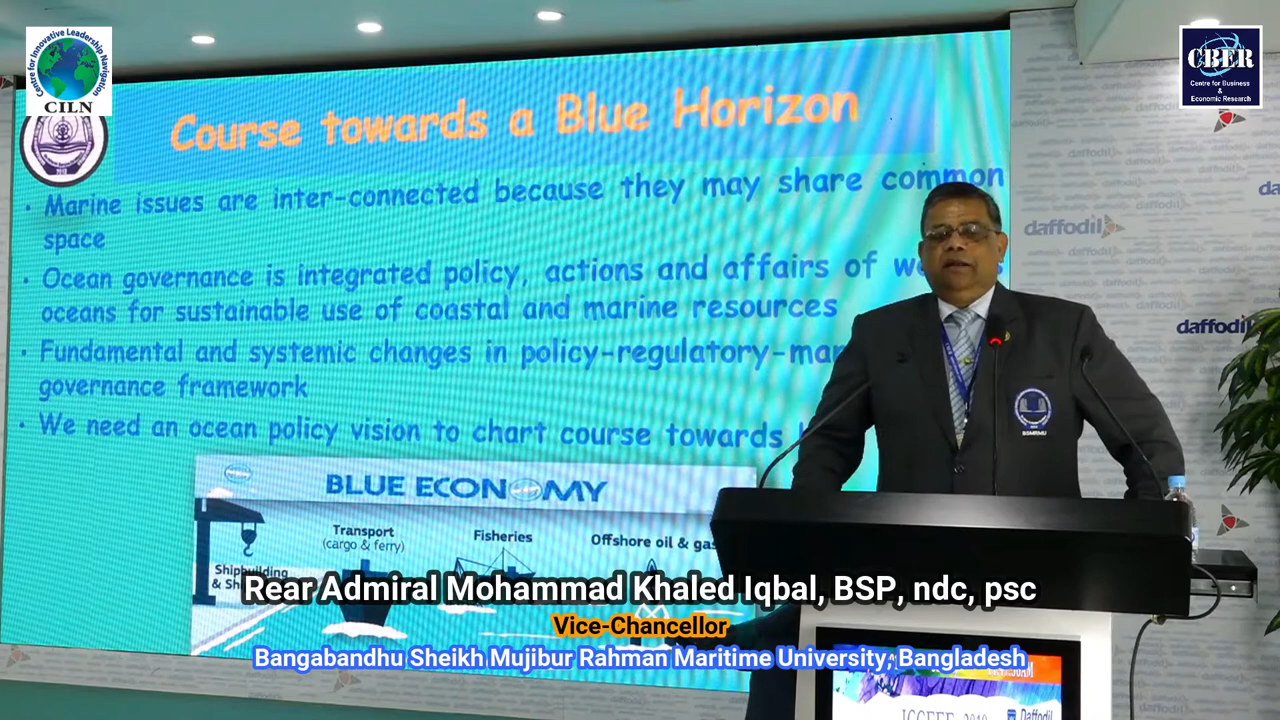 Centre for Innovative Leadership Navigation
CILN
CBER
Centre for Business
&
Economic Research
Course towards a Blue Horizon
• Marine issues are inter-connected because they may share common
space
• Ocean governance is integrated policy, actions and affairs of
oceans for sustainable use of coastal and marine resources
• Fundamental and systemic changes in policy-regulatory-
governance framework
• We need an ocean policy vision to chart course towards
BLUE ECONOMY
Transport
(cargo & ferry)
Fisheries
Offshore oil & gas
Shipbuilding
daffodil
daffodil
daffodil
BSMRMU
Rear Admiral Mohammad Khaled Iqbal, BSP, ndc, psc
Vice-Chancellor
Bangabandhu Sheikh Mujibur Rahman Maritime University, Bangladesh
Daffodil